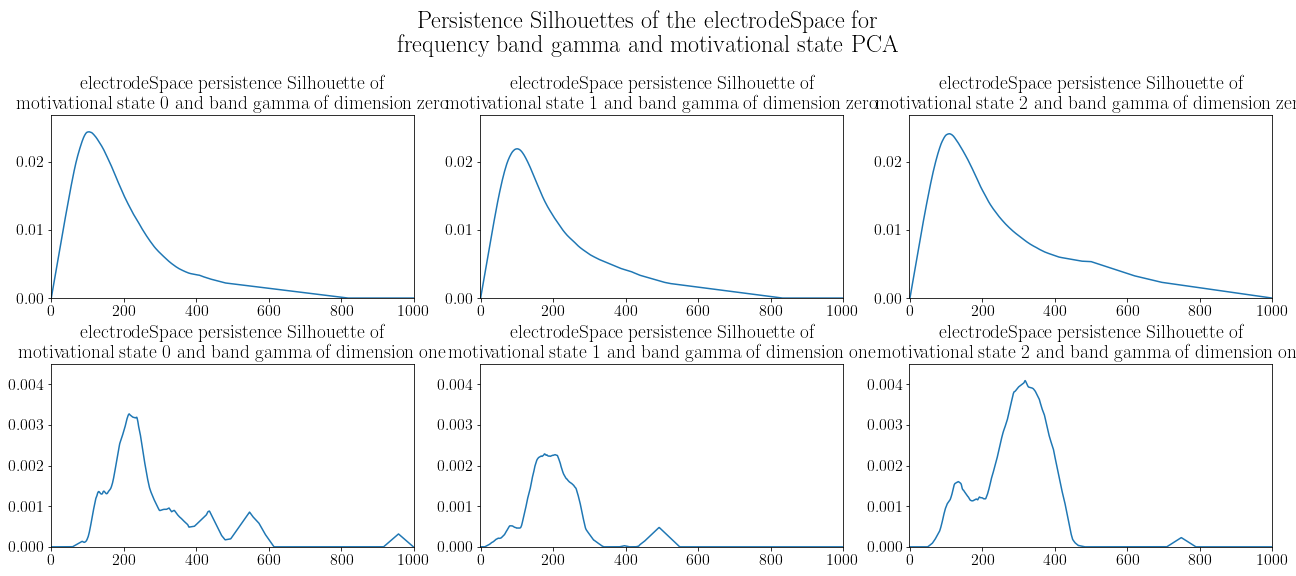 Persistence Silhouettes of the electrodeSpace for
frequency band gamma and motivational state PCA
electrodeSpace persistence Silhouette of
motivational state 0 and band gamma of dimension zero
electrodeSpace persistence Silhouette of
motivational state 1 and band gamma of dimension zero
electrodeSpace persistence Silhouette of
motivational state 2 and band gamma of dimension zer
0.02
0.01
0.00
0 200 400 600 800 1000
0.02
0.01
0.00
0 200 400 600 800 1000
0.02
0.01
0.00
0 200 400 600 800 1000
electrodeSpace persistence Silhouette of
motivational state 0 and band gamma of dimension one
electrodeSpace persistence Silhouette of
motivational state 1 and band gamma of dimension one
electrodeSpace persistence Silhouette of
motivational state 2 and band gamma of dimension on
0.004
0.003
0.002
0.001
0.000
0 200 400 600 800 1000
0.004
0.003
0.002
0.001
0.000
0 200 400 600 800 1000
0.004
0.003
0.002
0.001
0.000
0 200 400 600 800 1000